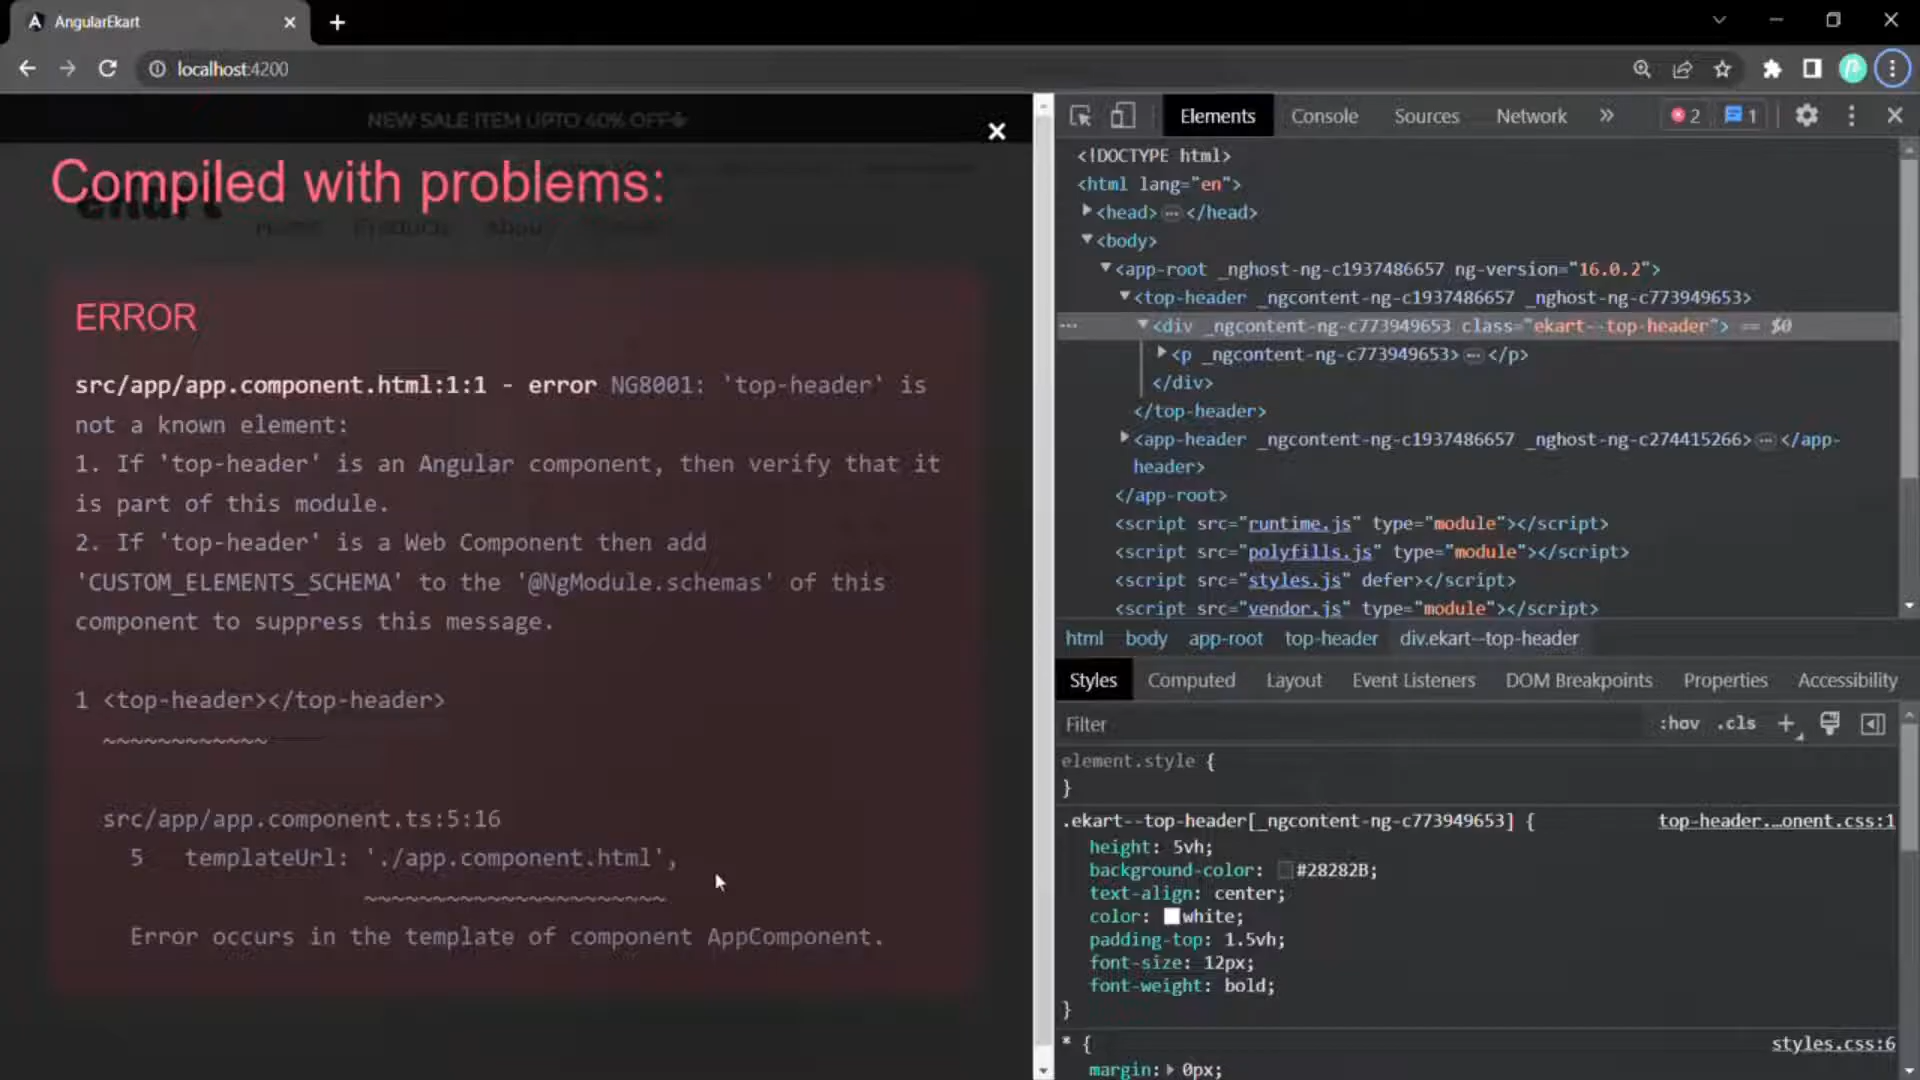 AngularEkart
localhost:4200
NEW SALE ITEM UPTO 40% OFF
Compiled with problems:
ekart
Home Products About
ERROR
src/app/app.component.html:1:1 - error NG8001: 'top-header' is
not a known element:
1. If 'top-header' is an Angular component, then verify that it
is part of this module.
2. If 'top-header' is a Web Component then add
'CUSTOM_ELEMENTS_SCHEMA' to the '@NgModule.schemas' of this
component to suppress this message.
1 <top-header></top-header>
~~~~~~~~~~~~
src/app/app.component.ts:5:16
5 templateUrl: './app.component.html',
~~~~~~~~~~~~~~~~~~~~~~
Error occurs in the template of component AppComponent.
Elements Console Sources Network » 2 1
<!DOCTYPE html>
<html lang="en">
<head> … </head>
<body>
<app-root _nghost-ng-c1937486657 ng-version="16.0.2">
<top-header _ngcontent-ng-c1937486657 _nghost-ng-c773949653>
… <div _ngcontent-ng-c773949653 class="ekart--top-header"> == $0
<p _ngcontent-ng-c773949653> … </p>
</div>
</top-header>
<app-header _ngcontent-ng-c1937486657 _nghost-ng-c274415266> … </app-
header>
</app-root>
<script src="runtime.js" type="module"></script>
<script src="polyfills.js" type="module"></script>
<script src="styles.js" defer></script>
<script src="vendor.js" type="module"></script>
html body app-root top-header div.ekart--top-header
Styles Computed Layout Event Listeners DOM Breakpoints Properties Accessibility
Filter :hov .cls +
element.style {
}
.ekart--top-header[_ngcontent-ng-c773949653] { top-header…onent.css:1
height: 5vh;
background-color: #28282B;
text-align: center;
color: white;
padding-top: 1.5vh;
font-size: 12px;
font-weight: bold;
}
* { styles.css:6
margin: 0px;